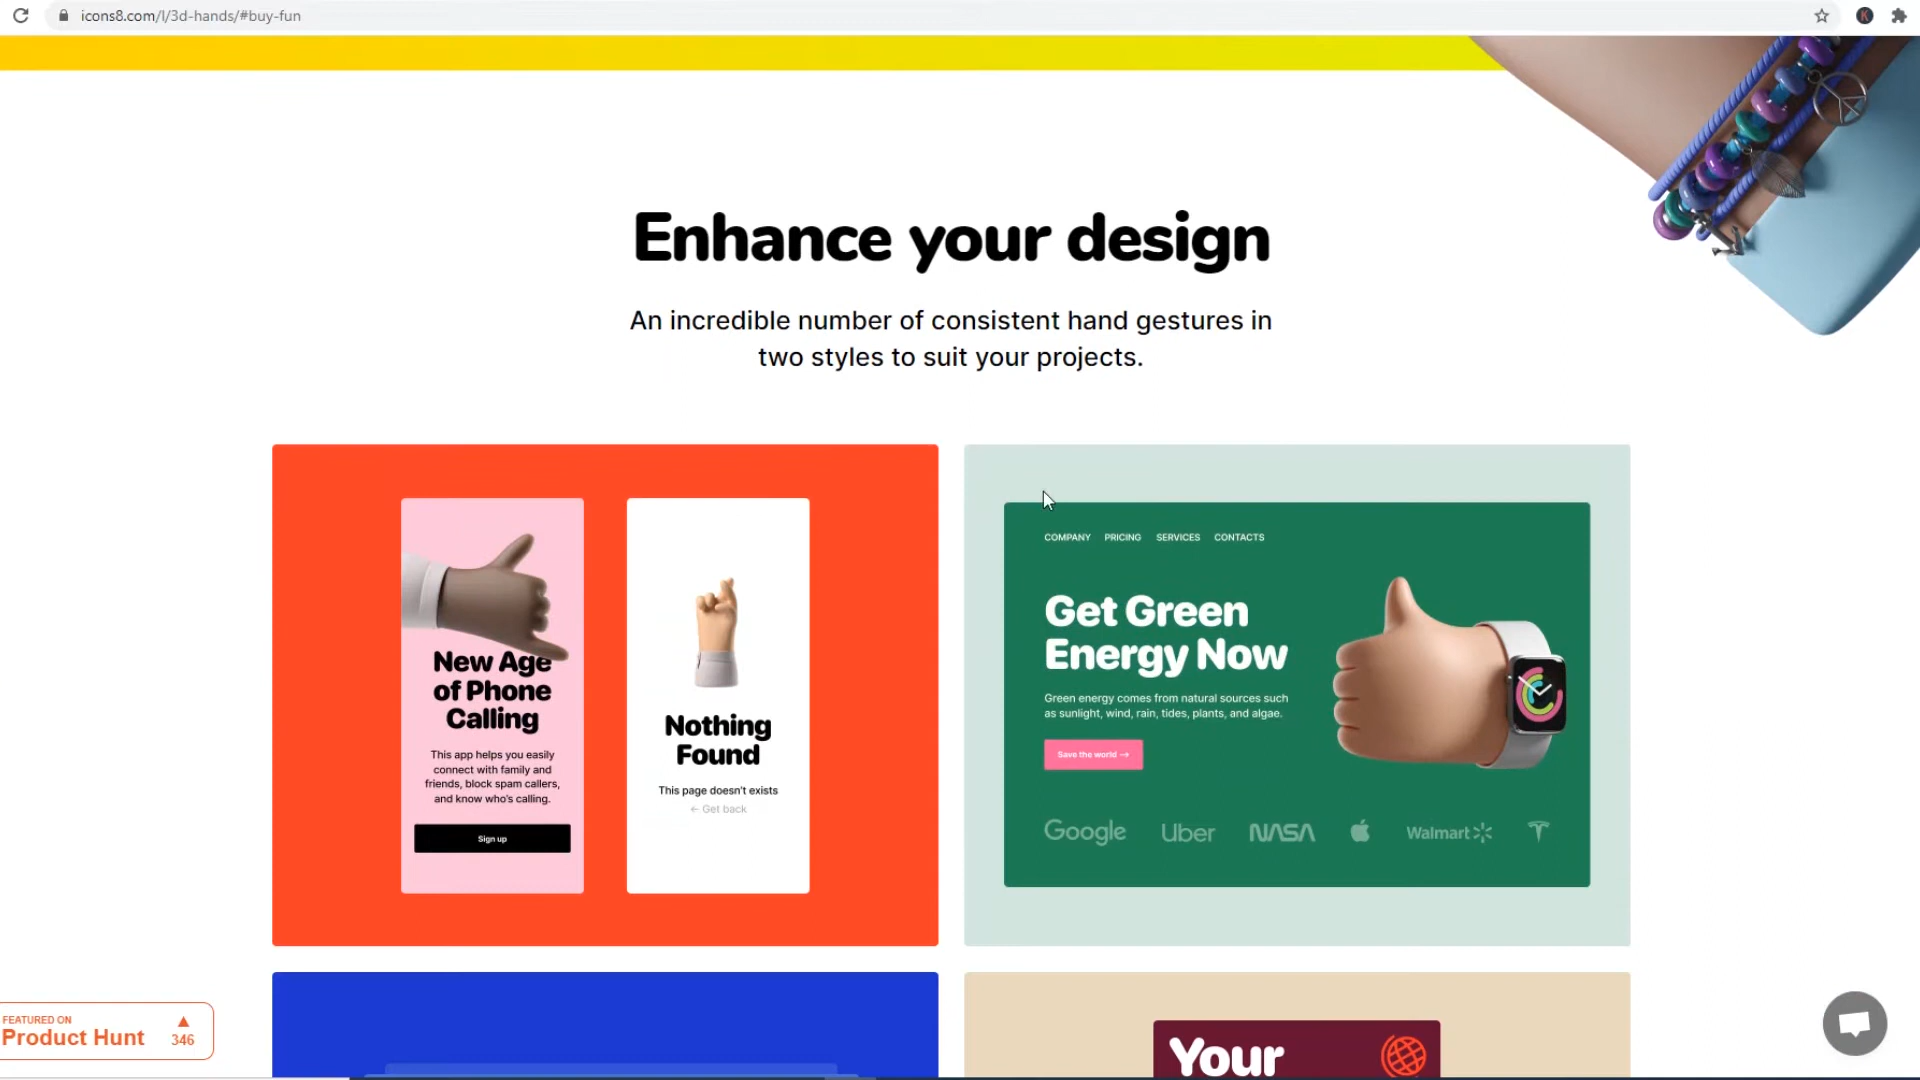 icons8.com/l/3d-hands/#buy-fun
K
Enhance your design
An incredible number of consistent hand gestures in
two styles to suit your projects.
New Age
of Phone
Calling
This app helps you easily
connect with family and
friends, block spam callers,
and know who's calling.
Sign up
Nothing
Found
This page doesn't exists
← Get back
COMPANY PRICING SERVICES CONTACTS
Get Green
Energy Now
Green energy comes from natural sources such
as sunlight, wind, rain, tides, plants, and algae.
Save the world →
Google Uber NASA Walmart
FEATURED ON
Product Hunt
▲
346
Your